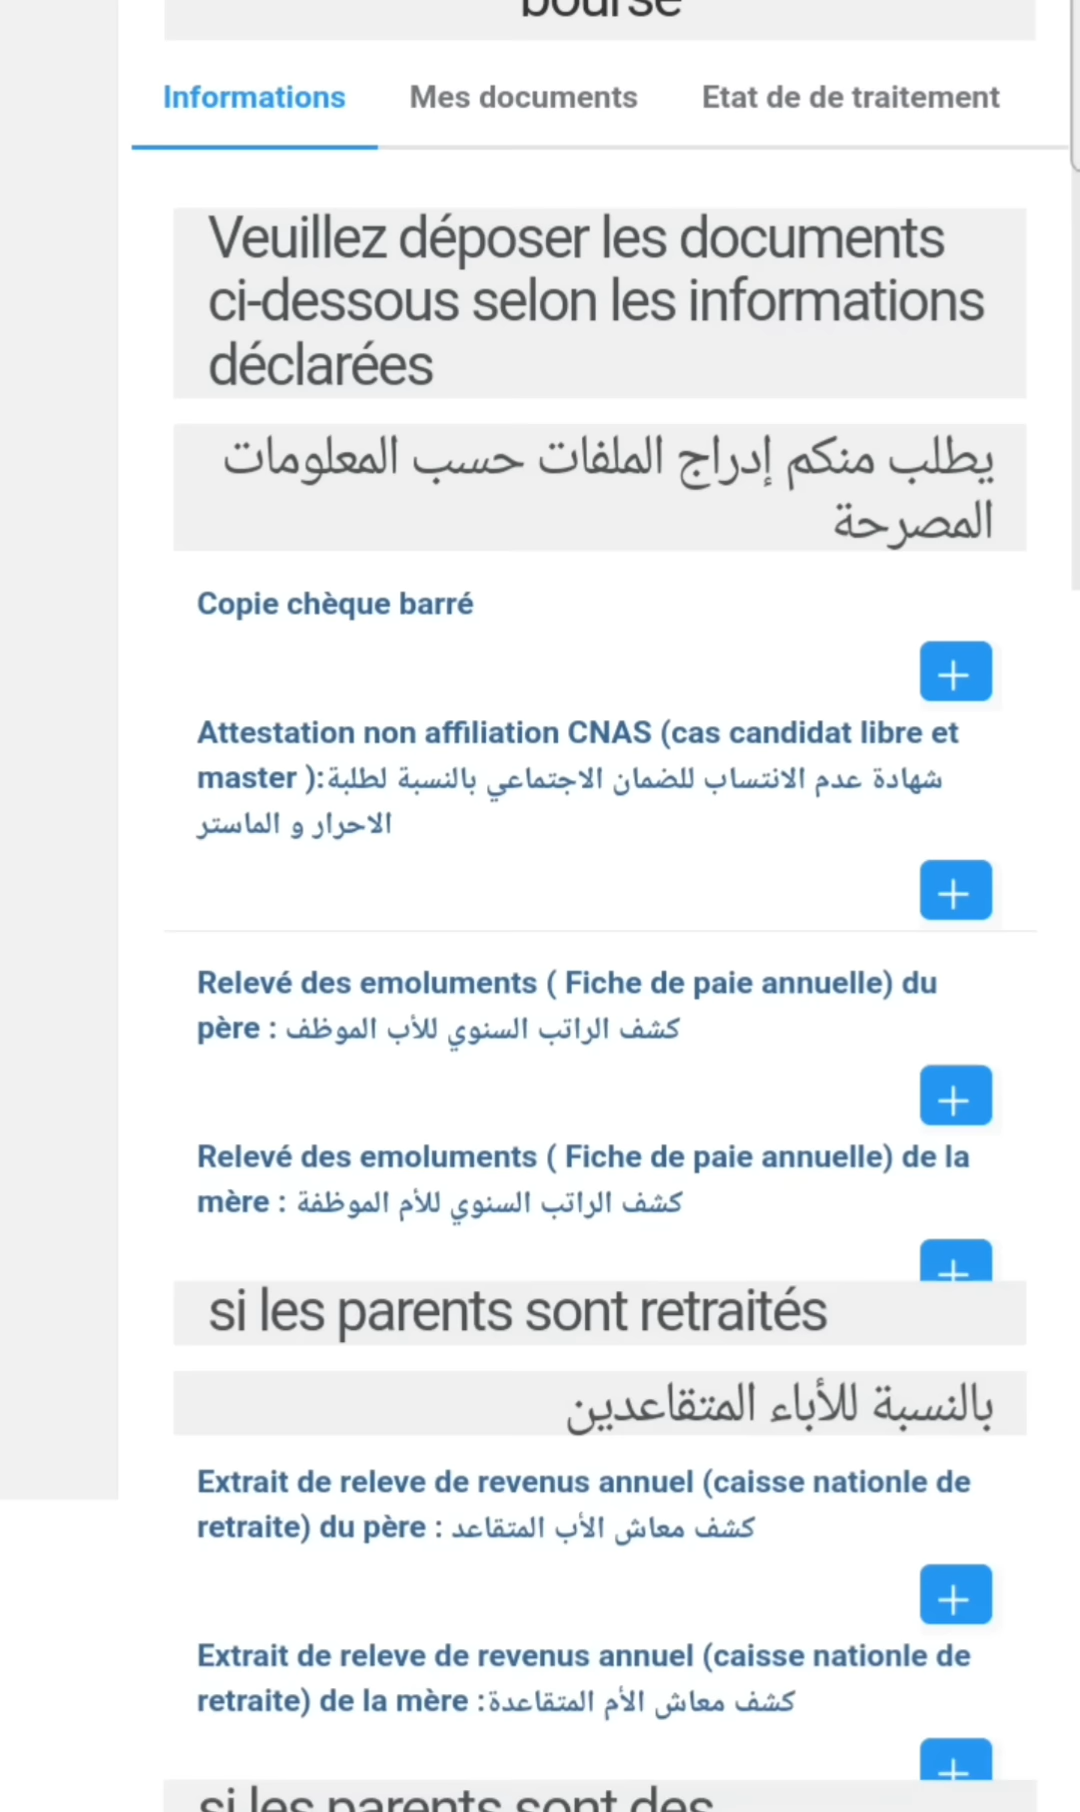 bourse
Informations Mes documents Etat de de traitement
Veuillez déposer les documents
ci-dessous selon les informations
déclarées
يطلب منكم إدراج الملفات حسب المعلومات
المصرحة
Copie chèque barré
+
Attestation non affiliation CNAS (cas candidat libre et
master ):شهادة عدم الانتساب للضمان الاجتماعي بالنسبة لطلبة
الاحرار و الماستر
+
Relevé des emoluments ( Fiche de paie annuelle) du
père : كشف الراتب السنوي للأب الموظف
+
Relevé des emoluments ( Fiche de paie annuelle) de la
mère : كشف الراتب السنوي للأم الموظفة
+
si les parents sont retraités
بالنسبة للأباء المتقاعدين
Extrait de releve de revenus annuel (caisse nationle de
retraite) du père : كشف معاش الأب المتقاعد
+
Extrait de releve de revenus annuel (caisse nationle de
retraite) de la mère :كشف معاش الأم المتقاعدة
+
si les parents sont des